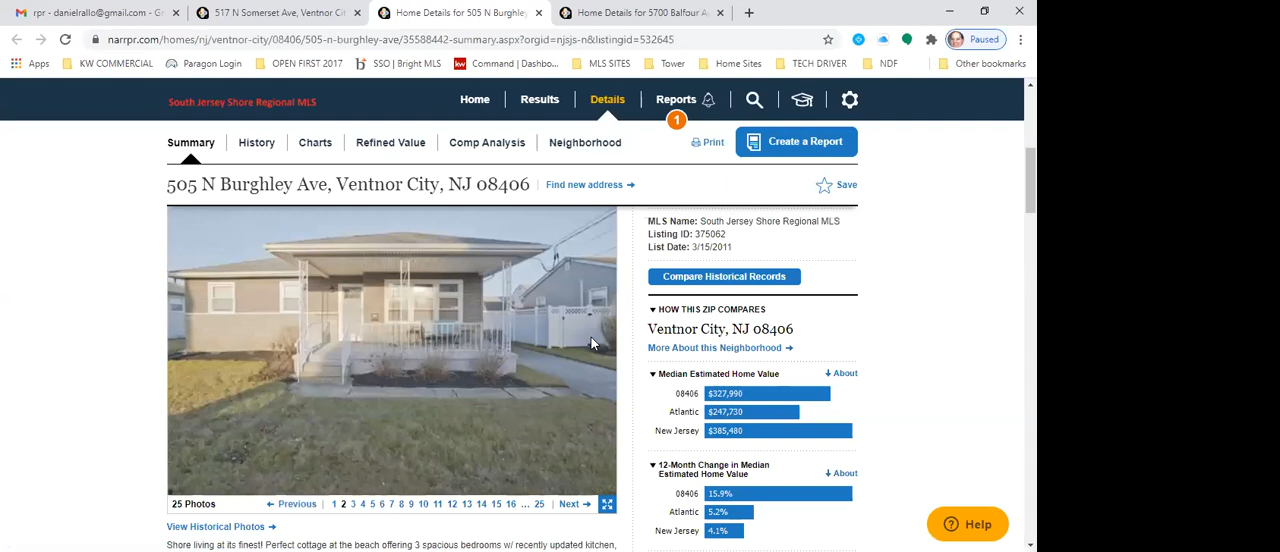 rpr - danielrallo@gmail.com - G
517 N Somerset Ave, Ventnor Cit
Home Details for 505 N Burghley
Home Details for 5700 Balfour A
narrpr.com/homes/nj/ventnor-city/08406/505-n-burghley-ave/35588442-summary.aspx?orgid=njsjs-n&listingid=532645
Paused
Apps
KW COMMERCIAL
Paragon Login
OPEN FIRST 2017
SSO | Bright MLS
Command | Dashbo...
MLS SITES
Tower
Home Sites
TECH DRIVER
NDF
Other bookmarks
South Jersey Shore Regional MLS
Home
Results
Details
Reports
1
Summary
History
Charts
Refined Value
Comp Analysis
Neighborhood
Print
Create a Report
505 N Burghley Ave, Ventnor City, NJ 08406
Find new address
Save
MLS Name: South Jersey Shore Regional MLS
Listing ID: 375062
List Date: 3/15/2011
Compare Historical Records
HOW THIS ZIP COMPARES
Ventnor City, NJ 08406
More About this Neighborhood
Median Estimated Home Value
About
08406 $327,990
Atlantic $247,730
New Jersey $385,480
12-Month Change in Median
Estimated Home Value
About
08406 15.9%
Atlantic 5.2%
New Jersey 4.1%
25 Photos
Previous 1 2 3 4 5 6 7 8 9 10 11 12 13 14 15 16 ... 25 Next
View Historical Photos
Shore living at its finest! Perfect cottage at the beach offering 3 spacious bedrooms w/ recently updated kitchen,
Help